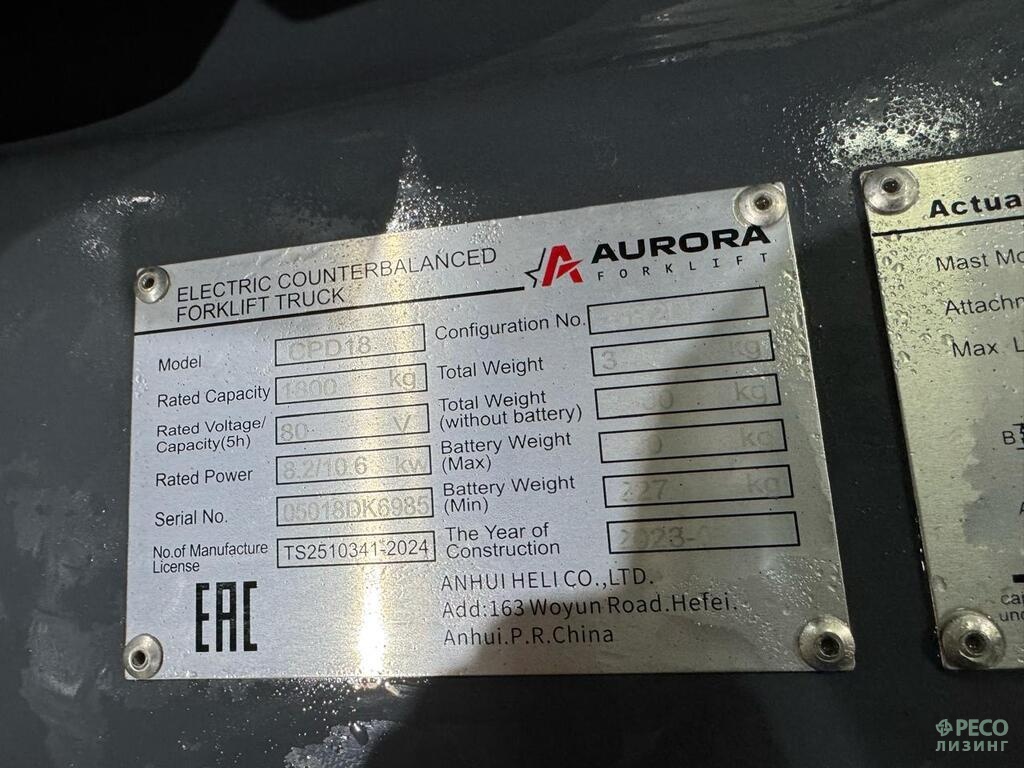 ELECTRIC COUNTERBALANCED
FORKLIFT TRUCK
AURORA
FORKLIFT
Model CPD18
Rated Capacity 1800 kg
Rated Voltage/
Capacity(5h) 80 V
Rated Power 8.2/10.6 kw
Serial No. 05018DK6985
No.of Manufacture
License TS2510341-2024
Configuration No.
Total Weight kg
Total Weight
(without battery) kg
Battery Weight
(Max) kg
Battery Weight
(Min) kg
The Year of
Construction
EAC
ANHUI HELI CO.,LTD.
Add:163 Woyun Road.Hefei.
Anhui.P.R.China
Mast
Max
B
РЕСО
ЛИЗИНГ